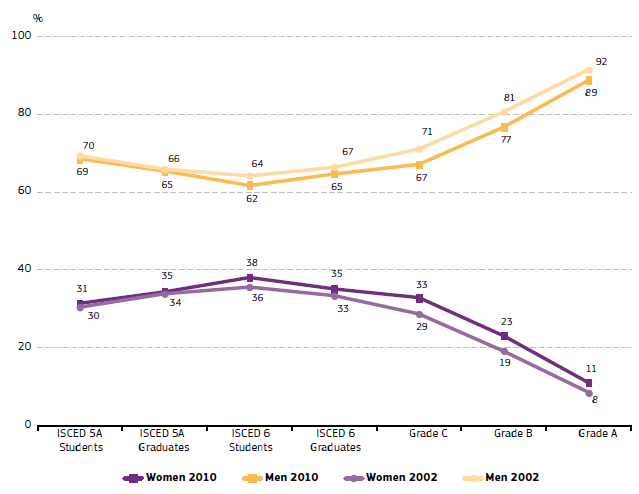 %
100
80
60
40
20
0
70 66 64 67 71 81 92
69 65 62 65 67 77 89
31 35 38 35 33 23 11
30 34 36 33 29 19 8
ISCED 5A ISCED 5A ISCED 6 ISCED 6 Grade C Grade B Grade A
Students Graduates Students Graduates
Women 2010 Men 2010 Women 2002 Men 2002